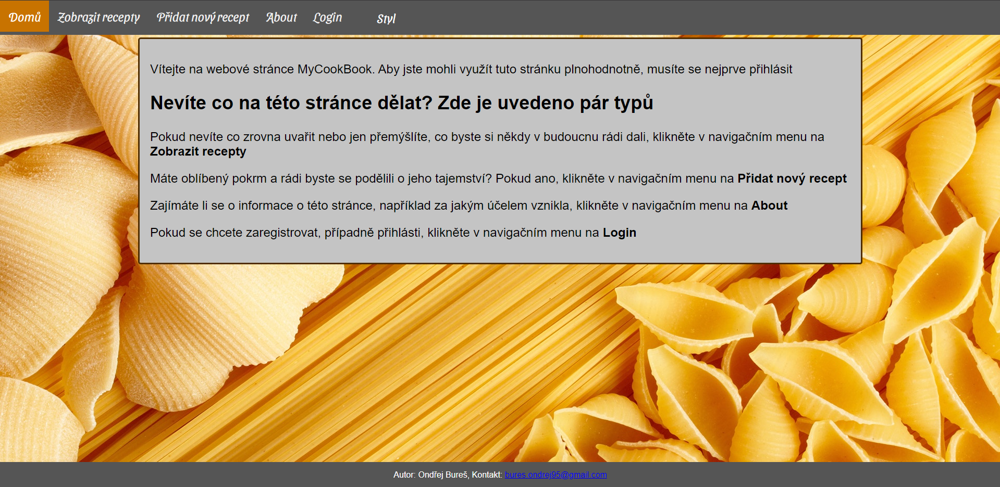 Domů Zobrazit recepty Přidat nový recept About Login Styl
Vítejte na webové stránce MyCookBook. Aby jste mohli využít tuto stránku plnohodnotně, musíte se nejprve přihlásit
Nevíte co na této stránce dělat? Zde je uvedeno pár typů
Pokud nevíte co zrovna uvařit nebo jen přemýšlíte, co byste si někdy v budoucnu rádi dali, klikněte v navigačním menu na
Zobrazit recepty
Máte oblíbený pokrm a rádi byste se podělili o jeho tajemství? Pokud ano, klikněte v navigačním menu na Přidat nový recept
Zajímáte li se o informace o této stránce, například za jakým účelem vznikla, klikněte v navigačním menu na About
Pokud se chcete zaregistrovat, případně přihlásti, klikněte v navigačním menu na Login
Autor: Ondřej Bureš, Kontakt: bures.ondrej95@gmail.com